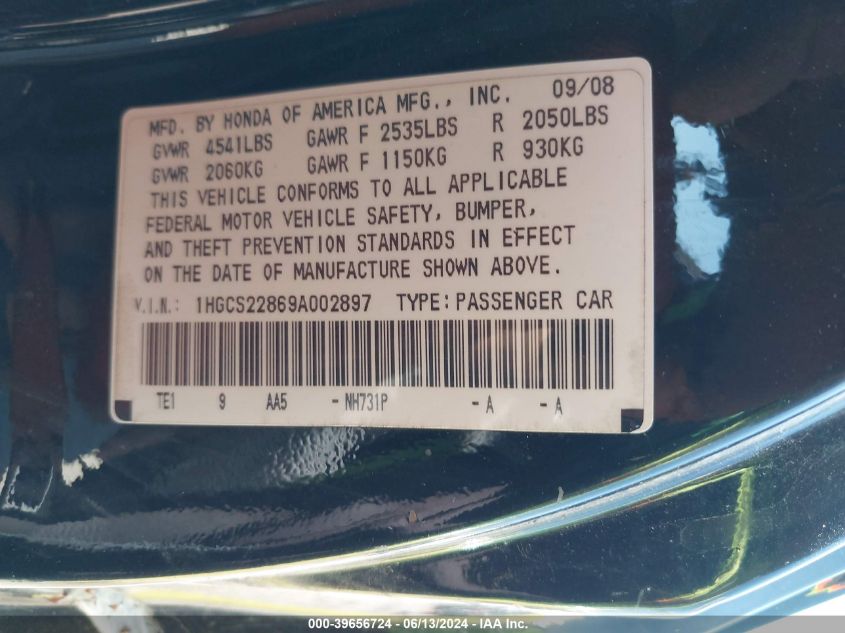 MFD. BY HONDA OF AMERICA MFG., INC. 09/08
GVWR 4541LBS GAWR F 2535LBS R 2050LBS
GVWR 2060KG GAWR F 1150KG R 930KG
THIS VEHICLE CONFORMS TO ALL APPLICABLE
FEDERAL MOTOR VEHICLE SAFETY, BUMPER,
AND THEFT PREVENTION STANDARDS IN EFFECT
ON THE DATE OF MANUFACTURE SHOWN ABOVE.
V.I.N.: 1HGCS22869A002897 TYPE: PASSENGER CAR
TE1 9 AA5 - NH731P - A - A
000-39656724 - 06/13/2024 - IAA Inc.